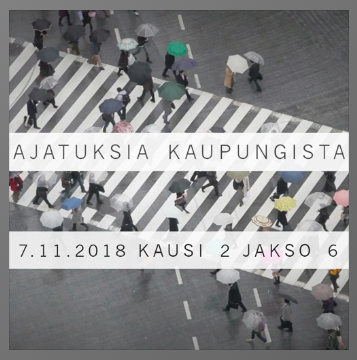 AJATUKSIA KAUPUNGISTA
7.11.2018 KAUSI 2 JAKSO 6